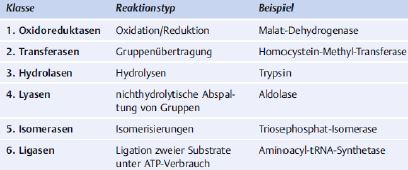 Klasse Reaktionstyp Beispiel
1. Oxidoreduktasen Oxidation/Reduktion Malat-Dehydrogenase
2. Transferasen Gruppenübertragung Homocystein-Methyl-Transferase
3. Hydrolasen Hydrolysen Trypsin
4. Lyasen nichthydrolytische Abspal- Aldolase
tung von Gruppen
5. Isomerasen Isomerisierungen Triosephosphat-Isomerase
6. Ligasen Ligation zweier Substrate Aminoacyl-tRNA-Synthetase
unter ATP-Verbrauch